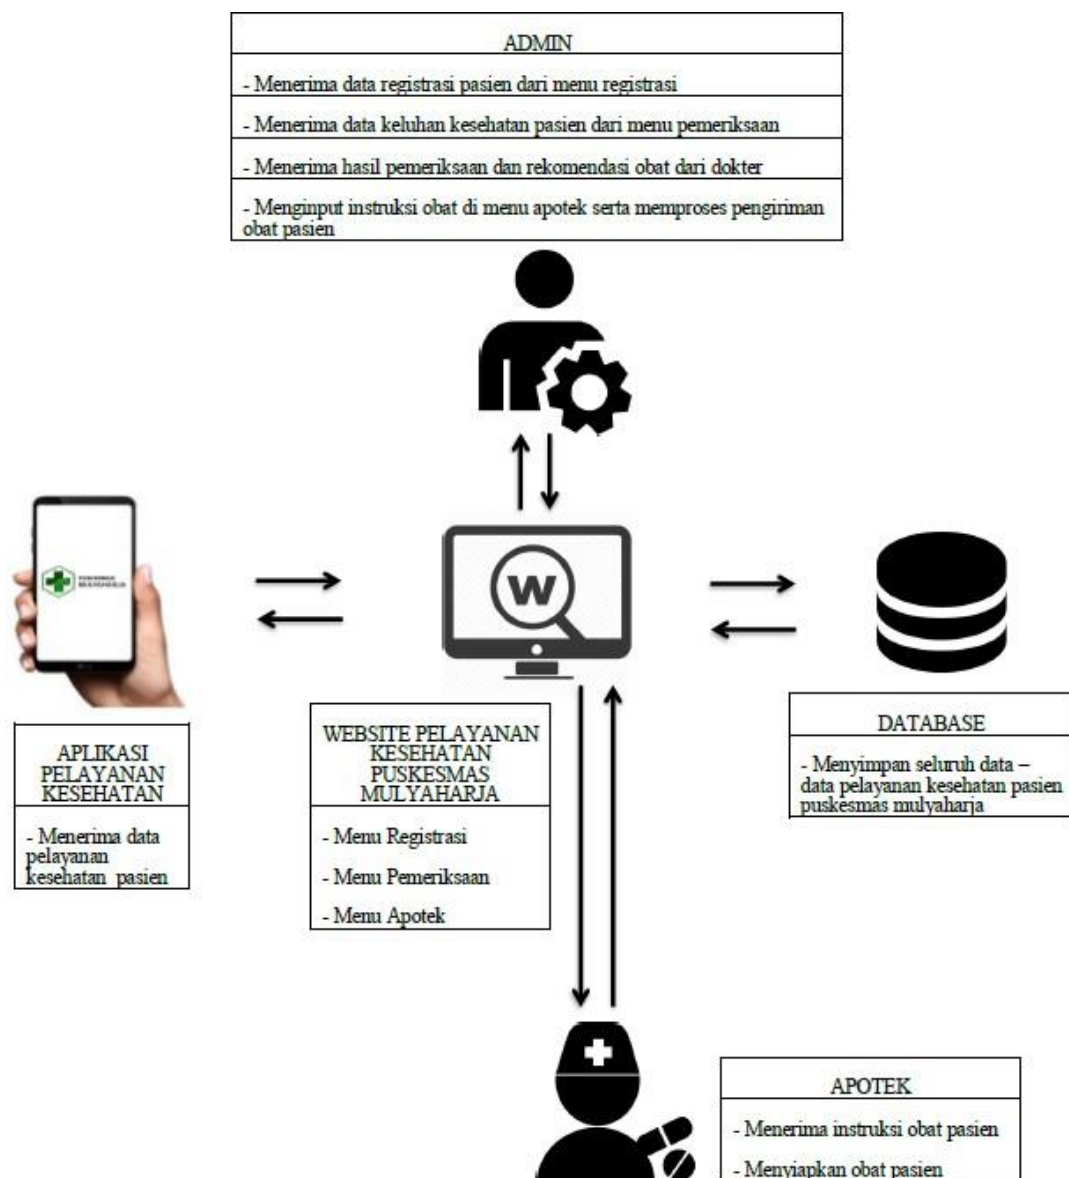 ADMIN
- Menerima data registrasi pasien dari menu registrasi
- Menerima data keluhan kesehatan pasien dari menu pemeriksaan
- Menerima hasil pemeriksaan dan rekomendasi obat dari dokter
- Menginput instruksi obat di menu apotek serta memproses pengiriman
obat pasien
W
APLIKASI
PELAYANAN
KESEHATAN
- Menerima data
pelayanan
kesehatan pasien
WEBSITE PELAYANAN
KESEHATAN
PUSKESMAS
MULYAHARJA
- Menu Registrasi
- Menu Pemeriksaan
- Menu Apotek
DATABASE
- Menyimpan seluruh data –
data pelayanan kesehatan pasien
puskesmas mulyaharja
APOTEK
- Menerima instruksi obat pasien
- Menyiapkan obat pasien